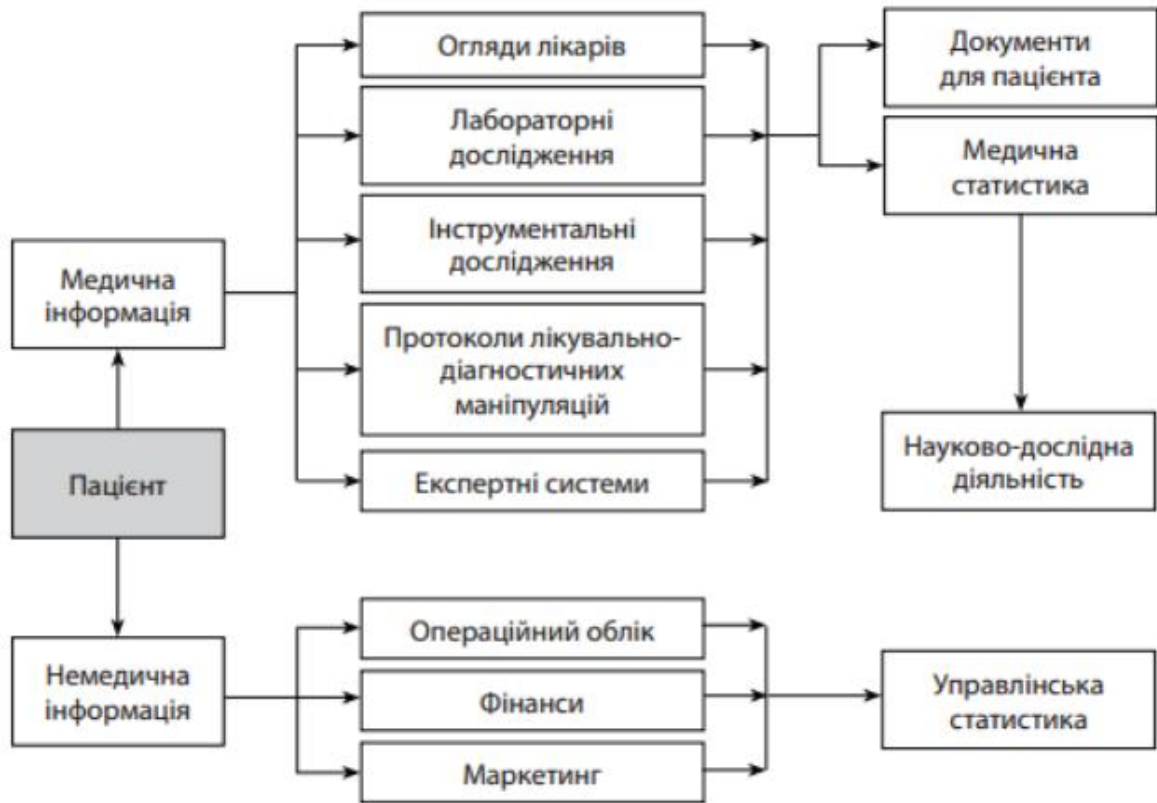 Огляди лікарів
Лабораторні
дослідження
Інструментальні
дослідження
Протоколи лікувально-
діагностичних
маніпуляцій
Експертні системи
Документи
для пацієнта
Медична
статистика
Науково-дослідна
діяльність
Медична
інформація
Пацієнт
Немедична
інформація
Операційний облік
Фінанси
Маркетинг
Управлінська
статистика